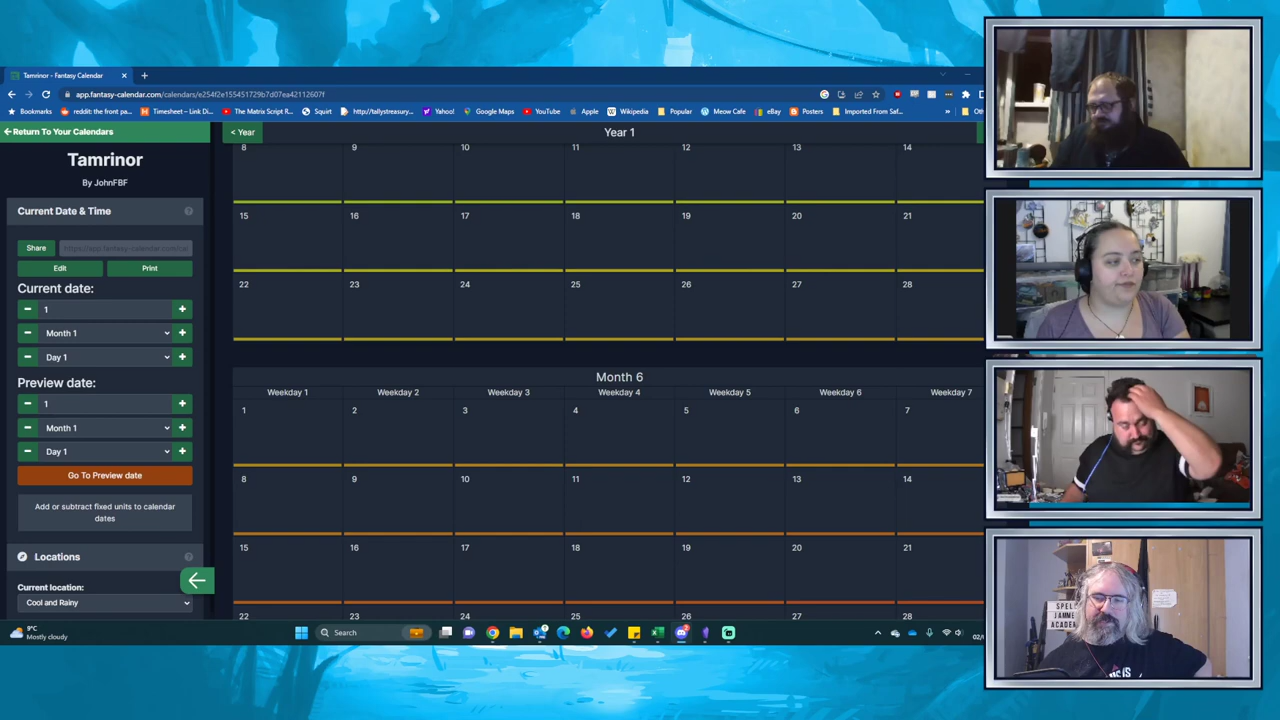 Tamrinor - Fantasy Calendar
app.fantasy-calendar.com/calendars/e254f2e155451729b7d07ea42112607f
Bookmarks reddit: the front pa... Timesheet – Link Di... The Matrix Script R... Squirt http://tallystreasury... Yahoo! Google Maps YouTube Apple Wikipedia Popular Meow Cafe eBay Posters Imported From Saf...
Return To Your Calendars
< Year
Year 1
Tamrinor
By JohnFBF
Current Date & Time
Share
Edit Print
Current date:
1
Month 1
Day 1
Preview date:
1
Month 1
Day 1
Go To Preview date
Add or subtract fixed units to calendar
dates
Locations
Current location:
Cool and Rainy
8 9 10 11 12 13 14
15 16 17 18 19 20 21
22 23 24 25 26 27 28
Month 6
Weekday 1 Weekday 2 Weekday 3 Weekday 4 Weekday 5 Weekday 6 Weekday 7
1 2 3 4 5 6 7
8 9 10 11 12 13 14
15 16 17 18 19 20 21
22 23 24 25 26 27 28
9°C
Mostly cloudy
Search
SPELL
JAMME
ACADEM